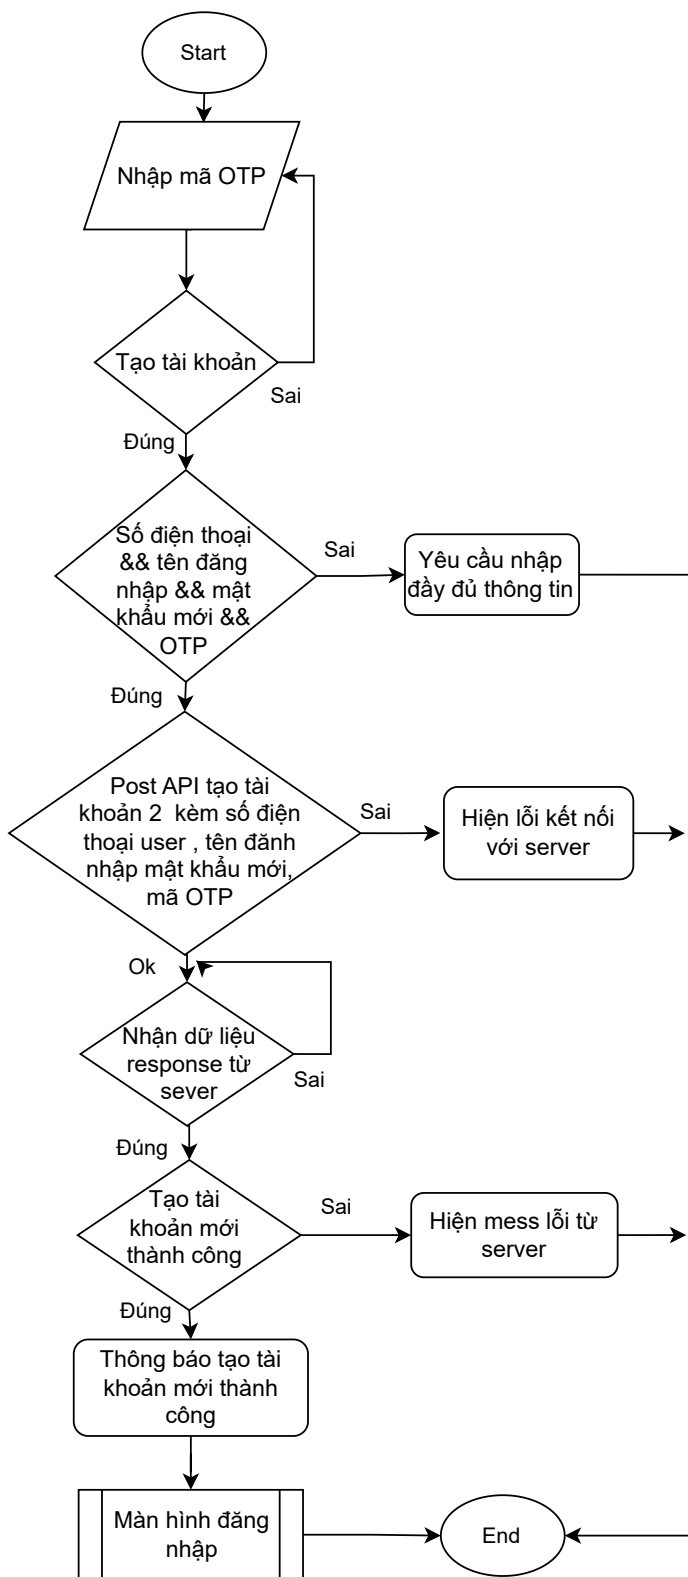 Start
Nhập mã OTP
Tạo tài khoản
Sai
Đúng
Số điện thoại
&& tên đăng
nhập && mật
khẩu mới &&
OTP
Sai
Yêu cầu nhập
đầy đủ thông tin
Đúng
Post API tạo tài
khoản 2 kèm số điện
thoại user , tên đănh
nhập mật khẩu mới,
mã OTP
Sai
Hiện lỗi kết nối
với server
Ok
Nhận dữ liệu
response từ
sever
Sai
Đúng
Tạo tài
khoản mới
thành công
Sai
Hiện mess lỗi từ
server
Đúng
Thông báo tạo tài
khoản mới thành
công
Màn hình đăng
nhập
End